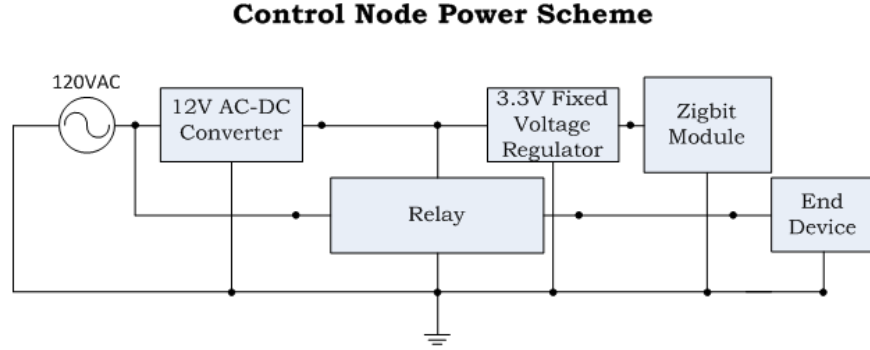 Control Node Power Scheme
120VAC
12V AC-DC
Converter
3.3V Fixed
Voltage
Regulator
Zigbit
Module
Relay
End
Device